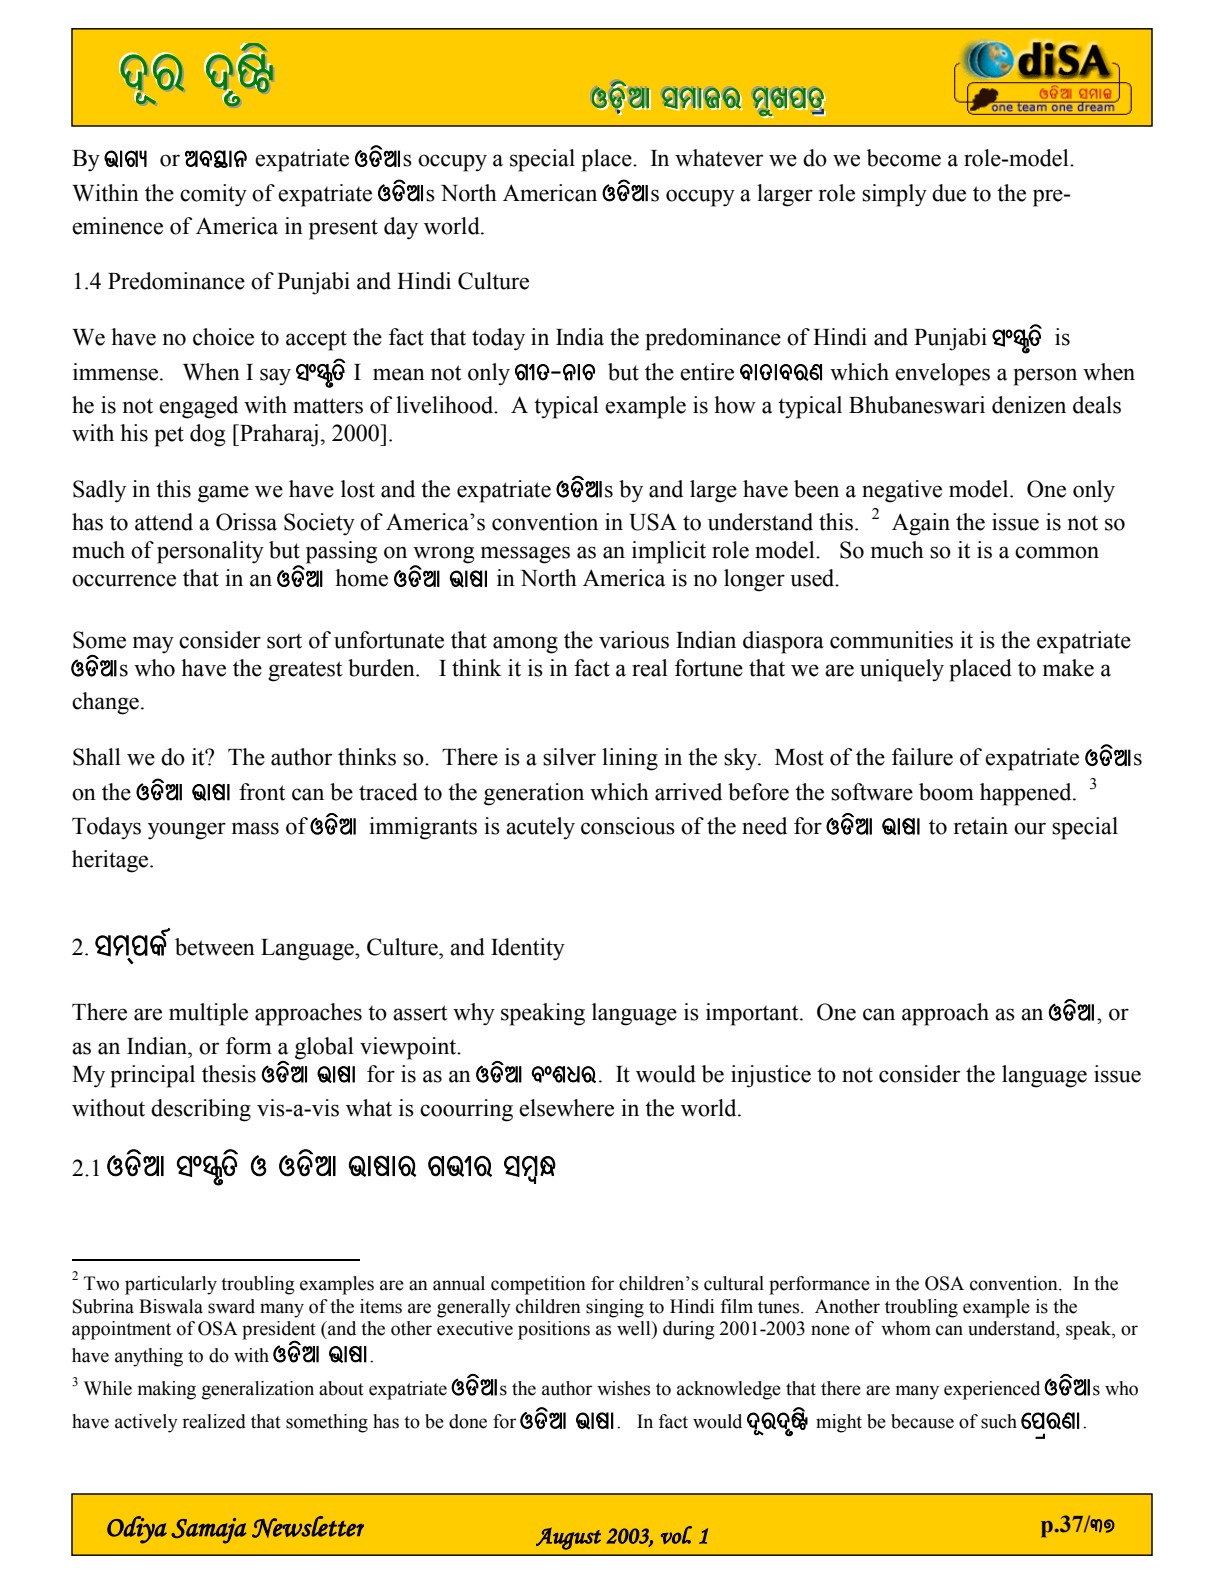 ଦୂର ଦୃଷ୍ଟି
ଓଡ଼ିଆ ସମାଜର ମୁଖପତ୍ର
OdiSA
ଓଡିଆ ସମାଜ
one team one dream
By ଭାଗ୍ୟ or ଅବସ୍ଥାନ expatriate ଓଡିଆs occupy a special place. In whatever we do we become a role-model.
Within the comity of expatriate ଓଡିଆs North American ଓଡିଆs occupy a larger role simply due to the pre-
eminence of America in present day world.
1.4 Predominance of Punjabi and Hindi Culture
We have no choice to accept the fact that today in India the predominance of Hindi and Punjabi ସଂସ୍କୃତି is
immense. When I say ସଂସ୍କୃତି I mean not only ଗୀତ-ନାଚ but the entire ବାତାବରଣ which envelopes a person when
he is not engaged with matters of livelihood. A typical example is how a typical Bhubaneswari denizen deals
with his pet dog [Praharaj, 2000].
Sadly in this game we have lost and the expatriate ଓଡିଆs by and large have been a negative model. One only
has to attend a Orissa Society of America’s convention in USA to understand this. 2 Again the issue is not so
much of personality but passing on wrong messages as an implicit role model. So much so it is a common
occurrence that in an ଓଡିଆ home ଓଡିଆ ଭାଷା in North America is no longer used.
Some may consider sort of unfortunate that among the various Indian diaspora communities it is the expatriate
ଓଡିଆs who have the greatest burden. I think it is in fact a real fortune that we are uniquely placed to make a
change.
Shall we do it? The author thinks so. There is a silver lining in the sky. Most of the failure of expatriate ଓଡିଆs
on the ଓଡିଆ ଭାଷା front can be traced to the generation which arrived before the software boom happened. 3
Todays younger mass of ଓଡିଆ immigrants is acutely conscious of the need for ଓଡିଆ ଭାଷା to retain our special
heritage.
2. ସମ୍ପର୍କ between Language, Culture, and Identity
There are multiple approaches to assert why speaking language is important. One can approach as an ଓଡିଆ, or
as an Indian, or form a global viewpoint.
My principal thesis ଓଡିଆ ଭାଷା for is as an ଓଡିଆ ବଂଶଧର. It would be injustice to not consider the language issue
without describing vis-a-vis what is coourring elsewhere in the world.
2.1 ଓଡିଆ ସଂସ୍କୃତି ଓ ଓଡିଆ ଭାଷାର ଗଭୀର ସମ୍ବନ୍ଧ
2 Two particularly troubling examples are an annual competition for children’s cultural performance in the OSA convention. In the
Subrina Biswala sward many of the items are generally children singing to Hindi film tunes. Another troubling example is the
appointment of OSA president (and the other executive positions as well) during 2001-2003 none of whom can understand, speak, or
have anything to do with ଓଡିଆ ଭାଷା.
3 While making generalization about expatriate ଓଡିଆs the author wishes to acknowledge that there are many experienced ଓଡିଆs who
have actively realized that something has to be done for ଓଡିଆ ଭାଷା. In fact would ଦୂରଦୃଷ୍ଟି might be because of such ପ୍ରେରଣା.
Odiya Samaja Newsletter
August 2003, vol. 1
p.37/୩୭